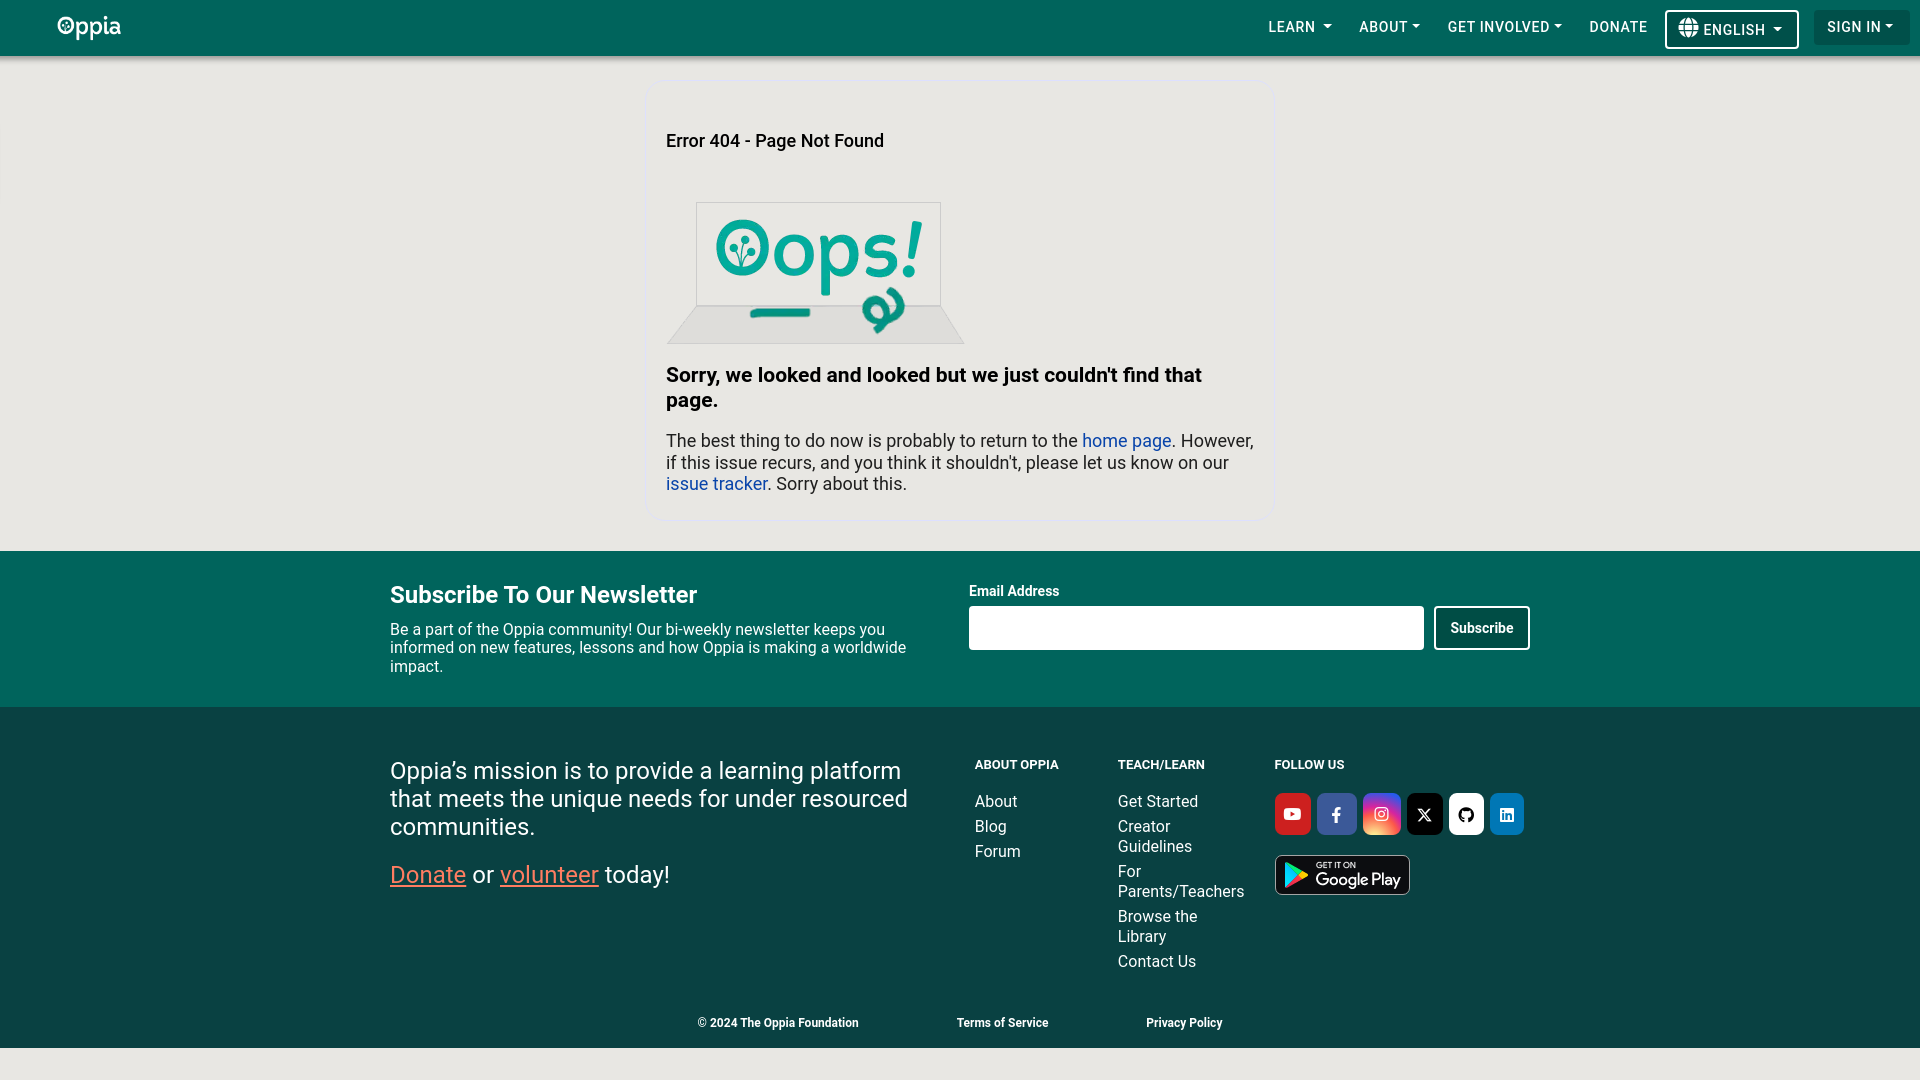 Oppia
LEARN
ABOUT
GET INVOLVED
DONATE
ENGLISH
SIGN IN
Error 404 - Page Not Found
Oops!
Sorry, we looked and looked but we just couldn't find that
page.
The best thing to do now is probably to return to the home page. However,
if this issue recurs, and you think it shouldn't, please let us know on our
issue tracker. Sorry about this.
Subscribe To Our Newsletter
Be a part of the Oppia community! Our bi-weekly newsletter keeps you
informed on new features, lessons and how Oppia is making a worldwide
impact.
Email Address
Subscribe
Oppia’s mission is to provide a learning platform
that meets the unique needs for under resourced
communities.
Donate or volunteer today!
ABOUT OPPIA
About
Blog
Forum
TEACH/LEARN
Get Started
Creator
Guidelines
For
Parents/Teachers
Browse the
Library
Contact Us
FOLLOW US
GET IT ON
Google Play
© 2024 The Oppia Foundation
Terms of Service
Privacy Policy